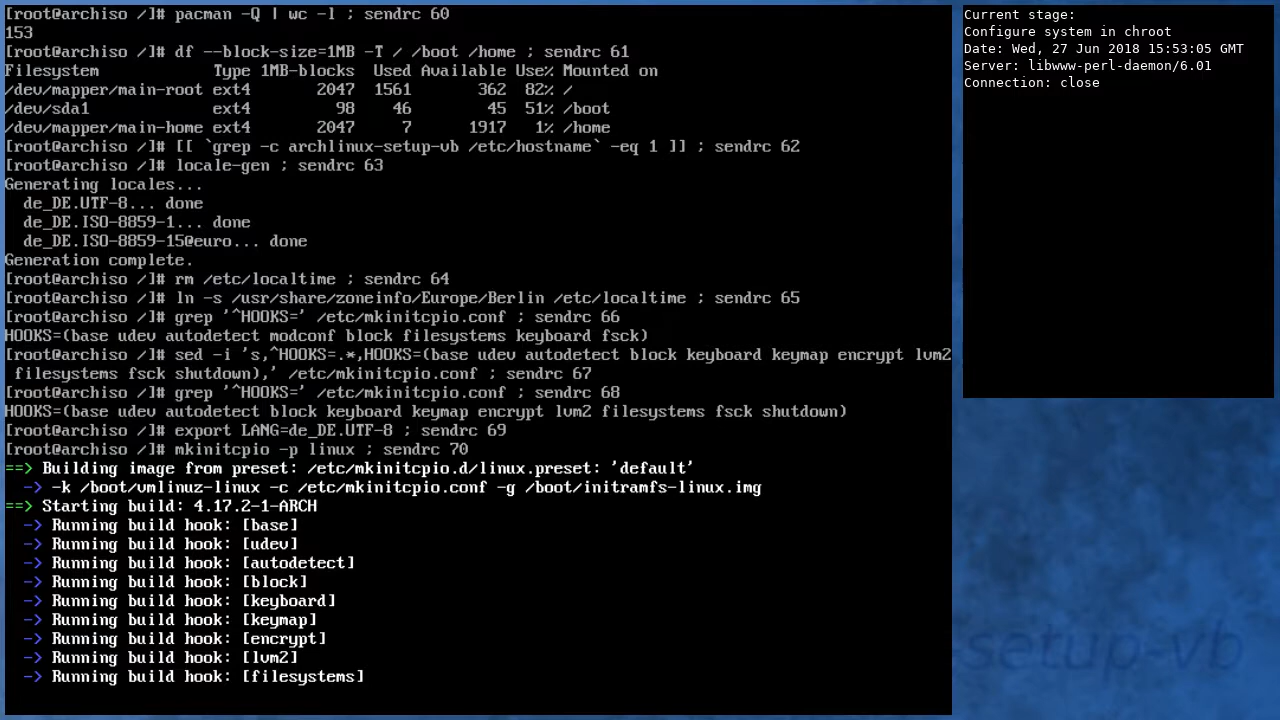 [root@archiso /]# pacman -Q | wc -l ; sendrc 60
153
[root@archiso /]# df --block-size=1MB -T / /boot /home ; sendrc 61
Filesystem            Type 1MB-blocks  Used Available Use% Mounted on
/dev/mapper/main-root ext4       2047  1561       362  82% /
/dev/sda1             ext4         98    46        45  51% /boot
/dev/mapper/main-home ext4       2047     7      1917   1% /home
[root@archiso /]# [[ `grep -c archlinux-setup-vb /etc/hostname` -eq 1 ]] ; sendrc 62
[root@archiso /]# locale-gen ; sendrc 63
Generating locales...
  de_DE.UTF-8... done
  de_DE.ISO-8859-1... done
  de_DE.ISO-8859-15@euro... done
Generation complete.
[root@archiso /]# rm /etc/localtime ; sendrc 64
[root@archiso /]# ln -s /usr/share/zoneinfo/Europe/Berlin /etc/localtime ; sendrc 65
[root@archiso /]# grep '^HOOKS=' /etc/mkinitcpio.conf ; sendrc 66
HOOKS=(base udev autodetect modconf block filesystems keyboard fsck)
[root@archiso /]# sed -i 's,^HOOKS=.*,HOOKS=(base udev autodetect block keyboard keymap encrypt lvm2
 filesystems fsck shutdown),' /etc/mkinitcpio.conf ; sendrc 67
[root@archiso /]# grep '^HOOKS=' /etc/mkinitcpio.conf ; sendrc 68
HOOKS=(base udev autodetect block keyboard keymap encrypt lvm2 filesystems fsck shutdown)
[root@archiso /]# export LANG=de_DE.UTF-8 ; sendrc 69
[root@archiso /]# mkinitcpio -p linux ; sendrc 70
==> Building image from preset: /etc/mkinitcpio.d/linux.preset: 'default'
  -> -k /boot/vmlinuz-linux -c /etc/mkinitcpio.conf -g /boot/initramfs-linux.img
==> Starting build: 4.17.2-1-ARCH
  -> Running build hook: [base]
  -> Running build hook: [udev]
  -> Running build hook: [autodetect]
  -> Running build hook: [block]
  -> Running build hook: [keyboard]
  -> Running build hook: [keymap]
  -> Running build hook: [encrypt]
  -> Running build hook: [lvm2]
  -> Running build hook: [filesystems]
Current stage:
Configure system in chroot
Date: Wed, 27 Jun 2018 15:53:05 GMT
Server: libwww-perl-daemon/6.01
Connection: close
setup-vb